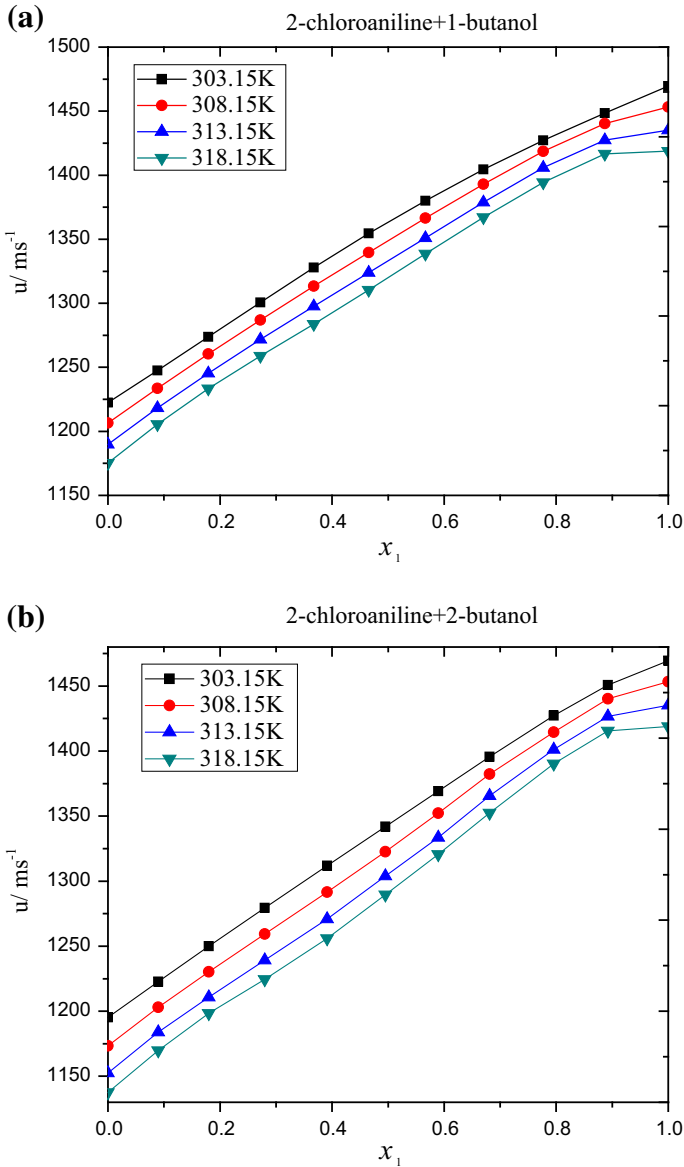 (a)
2-chloroaniline+1-butanol
1500
1450
1400
1350
1300
1250
1200
1150
u/ ms⁻¹
303.15K
308.15K
313.15K
318.15K
0.0 0.2 0.4 0.6 0.8 1.0
x₁
(b)
2-chloroaniline+2-butanol
1450
1400
1350
1300
1250
1200
1150
u/ ms⁻¹
303.15K
308.15K
313.15K
318.15K
0.0 0.2 0.4 0.6 0.8 1.0
x₁